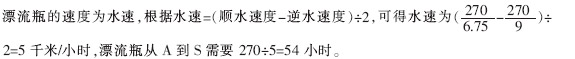 漂流瓶的速度为水速,根据水速=(顺水速度-逆水速度)÷2,可得水速为(270/6.75-270/9)÷
2=5 千米/小时,漂流瓶从 A 到 S 需要 270÷5=54 小时。